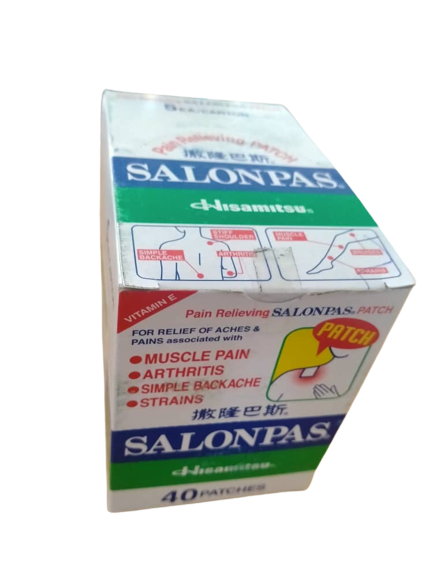 Pain Relieving PATCH
撒隆巴斯®
SALONPAS®
Hisamitsu®
STIFF
SHOULDER
SIMPLE
BACKACHE
ARTHRITIS
MUSCLE
PAIN
VITAMIN E
Pain Relieving SALONPAS® PATCH
FOR RELIEF OF ACHES &
PAINS associated with
PATCH
● MUSCLE PAIN
● ARTHRITIS
● SIMPLE BACKACHE
● STRAINS
撒隆巴斯®
SALONPAS®
Hisamitsu®
40 PATCHES